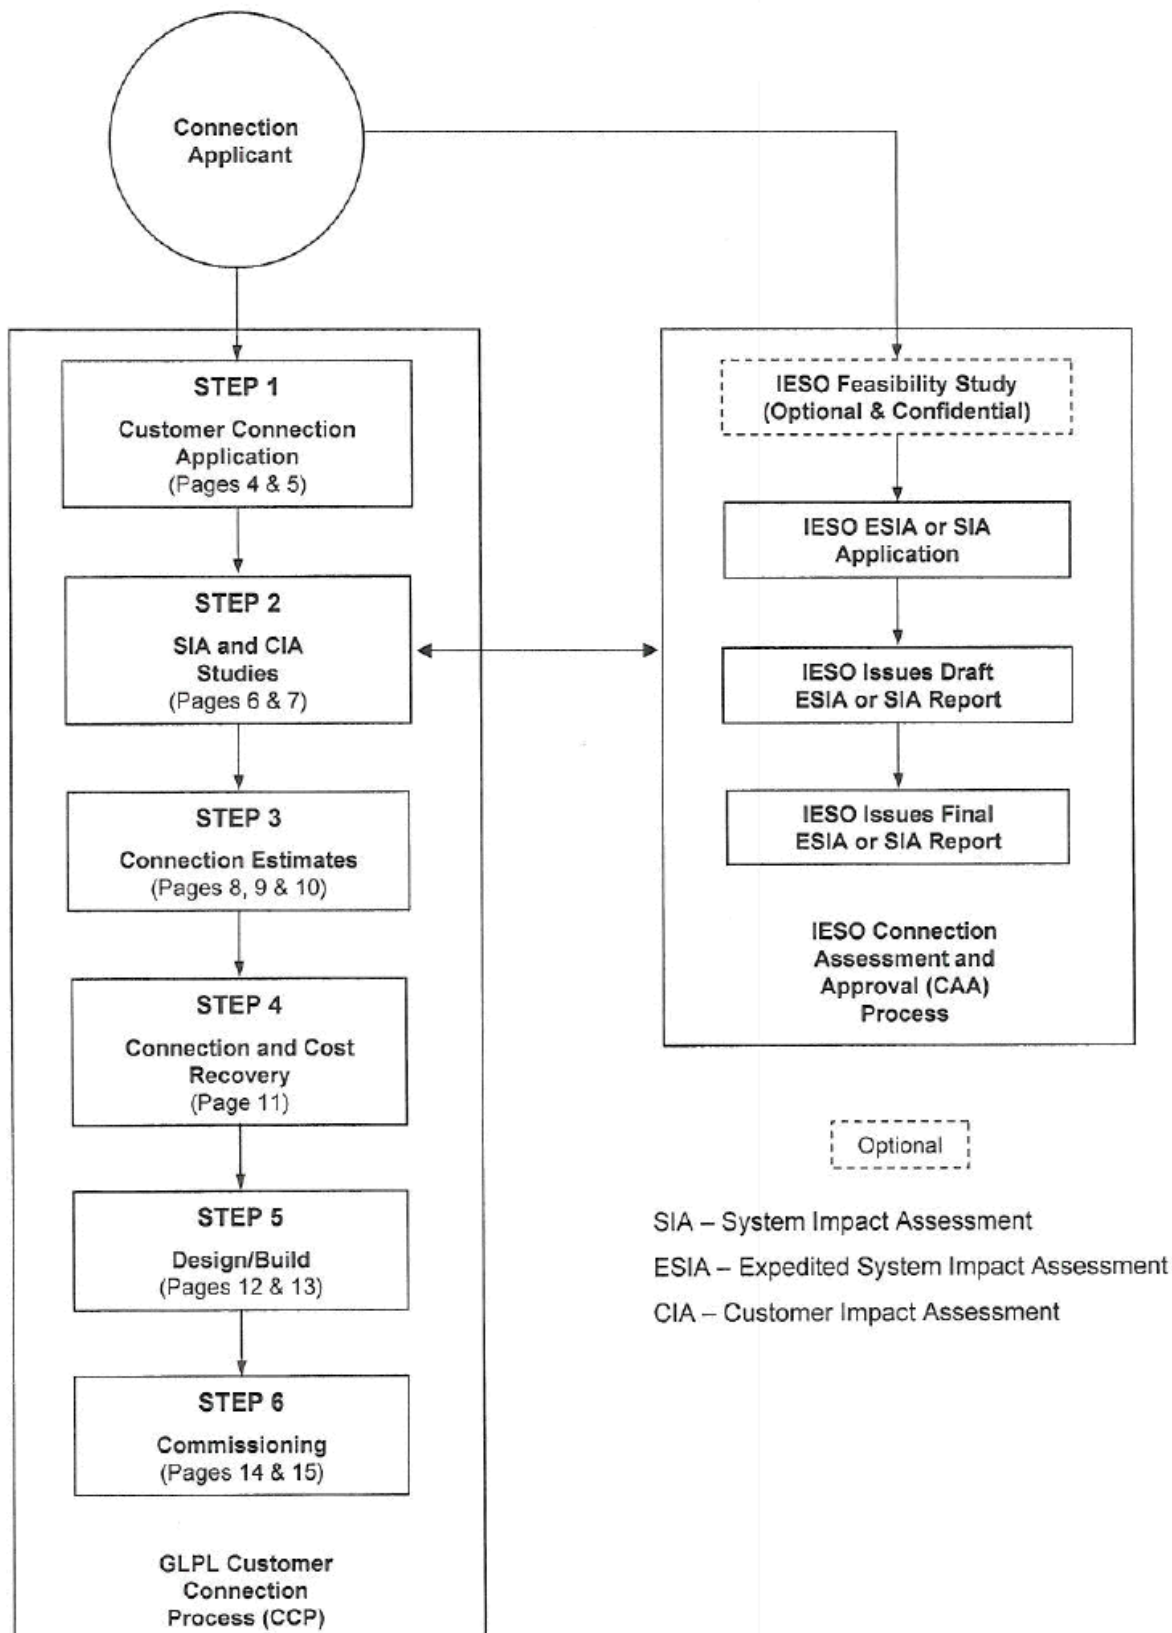 Connection
Applicant
STEP 1
Customer Connection
Application
(Pages 4 & 5)
STEP 2
SIA and CIA
Studies
(Pages 6 & 7)
STEP 3
Connection Estimates
(Pages 8, 9 & 10)
STEP 4
Connection and Cost
Recovery
(Page 11)
STEP 5
Design/Build
(Pages 12 & 13)
STEP 6
Commissioning
(Pages 14 & 15)
GLPL Customer
Connection
Process (CCP)
IESO Feasibility Study
(Optional & Confidential)
IESO ESIA or SIA
Application
IESO Issues Draft
ESIA or SIA Report
IESO Issues Final
ESIA or SIA Report
IESO Connection
Assessment and
Approval (CAA)
Process
Optional
SIA – System Impact Assessment
ESIA – Expedited System Impact Assessment
CIA – Customer Impact Assessment